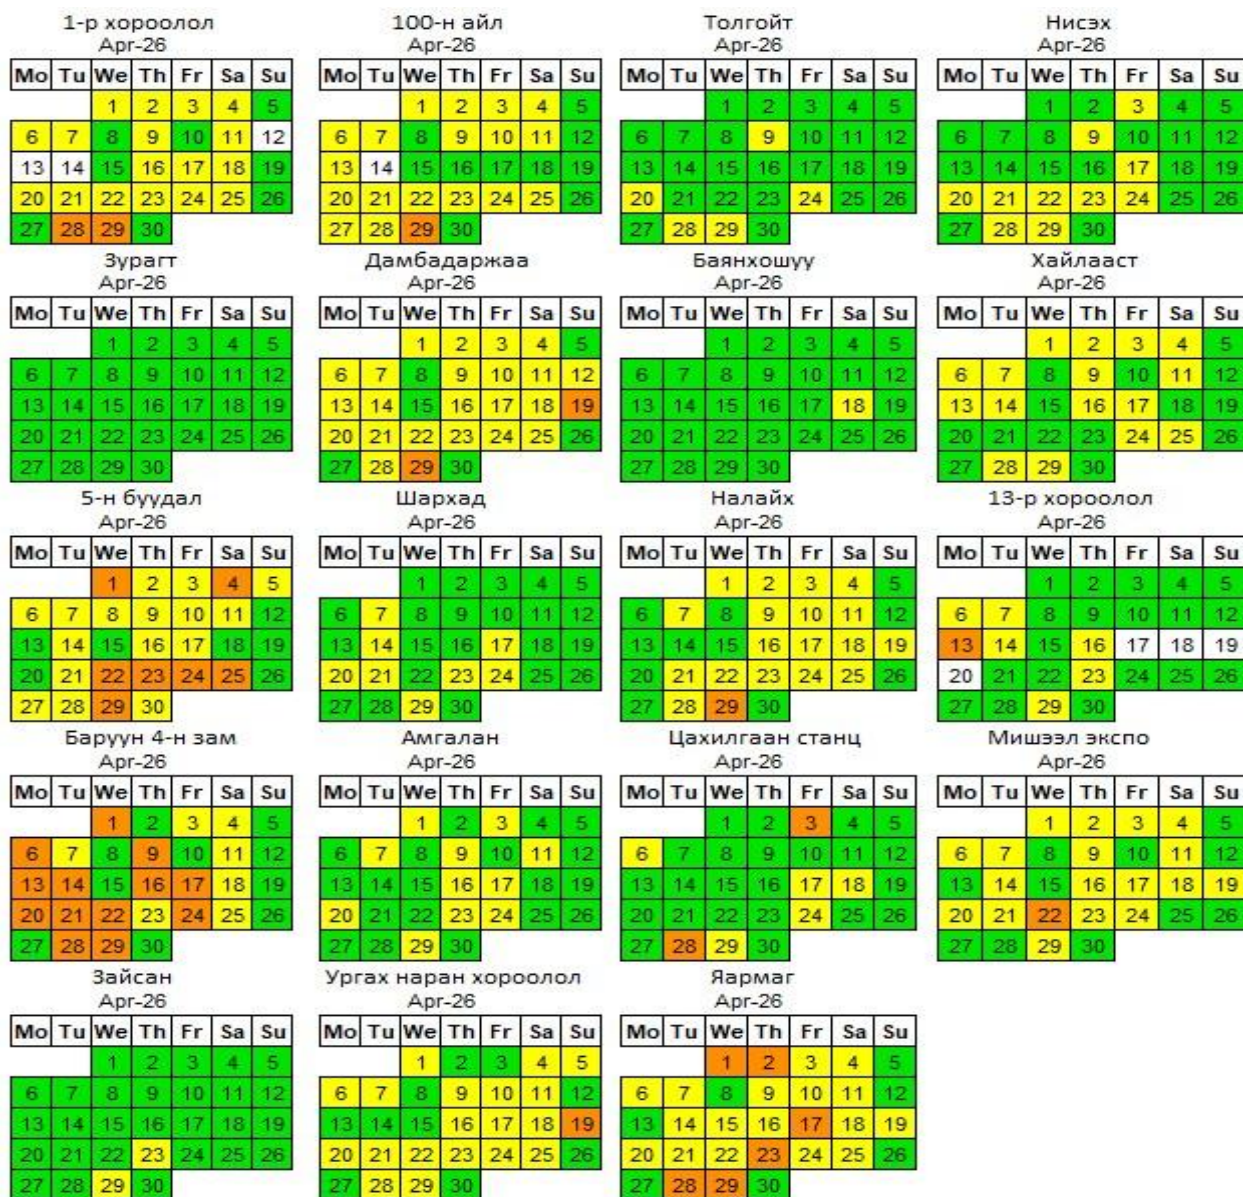 1-р хороолол 100-н айл Толгойт Нисэх
Apr-26 Apr-26 Apr-26 Apr-26
Mo Tu We Th Fr Sa Su Mo Tu We Th Fr Sa Su Mo Tu We Th Fr Sa Su Mo Tu We Th Fr Sa Su
1 2 3 4 5 1 2 3 4 5 1 2 3 4 5 1 2 3 4 5
6 7 8 9 10 11 12 6 7 8 9 10 11 12 6 7 8 9 10 11 12 6 7 8 9 10 11 12
13 14 15 16 17 18 19 13 14 15 16 17 18 19 13 14 15 16 17 18 19 13 14 15 16 17 18 19
20 21 22 23 24 25 26 20 21 22 23 24 25 26 20 21 22 23 24 25 26 20 21 22 23 24 25 26
27 28 29 30 27 28 29 30 27 28 29 30 27 28 29 30
Зурагт Дамбадаржаа Баянхошуу Хайлааст
Apr-26 Apr-26 Apr-26 Apr-26
Mo Tu We Th Fr Sa Su Mo Tu We Th Fr Sa Su Mo Tu We Th Fr Sa Su Mo Tu We Th Fr Sa Su
1 2 3 4 5 1 2 3 4 5 1 2 3 4 5 1 2 3 4 5
6 7 8 9 10 11 12 6 7 8 9 10 11 12 6 7 8 9 10 11 12 6 7 8 9 10 11 12
13 14 15 16 17 18 19 13 14 15 16 17 18 19 13 14 15 16 17 18 19 13 14 15 16 17 18 19
20 21 22 23 24 25 26 20 21 22 23 24 25 26 20 21 22 23 24 25 26 20 21 22 23 24 25 26
27 28 29 30 27 28 29 30 27 28 29 30 27 28 29 30
5-н буудал Шархад Налайх 13-р хороолол
Apr-26 Apr-26 Apr-26 Apr-26
Mo Tu We Th Fr Sa Su Mo Tu We Th Fr Sa Su Mo Tu We Th Fr Sa Su Mo Tu We Th Fr Sa Su
1 2 3 4 5 1 2 3 4 5 1 2 3 4 5 1 2 3 4 5
6 7 8 9 10 11 12 6 7 8 9 10 11 12 6 7 8 9 10 11 12 6 7 8 9 10 11 12
13 14 15 16 17 18 19 13 14 15 16 17 18 19 13 14 15 16 17 18 19 13 14 15 16 17 18 19
20 21 22 23 24 25 26 20 21 22 23 24 25 26 20 21 22 23 24 25 26 20 21 22 23 24 25 26
27 28 29 30 27 28 29 30 27 28 29 30 27 28 29 30
Баруун 4-н зам Амгалан Цахилгаан станц Мишээл экспо
Apr-26 Apr-26 Apr-26 Apr-26
Mo Tu We Th Fr Sa Su Mo Tu We Th Fr Sa Su Mo Tu We Th Fr Sa Su Mo Tu We Th Fr Sa Su
1 2 3 4 5 1 2 3 4 5 1 2 3 4 5 1 2 3 4 5
6 7 8 9 10 11 12 6 7 8 9 10 11 12 6 7 8 9 10 11 12 6 7 8 9 10 11 12
13 14 15 16 17 18 19 13 14 15 16 17 18 19 13 14 15 16 17 18 19 13 14 15 16 17 18 19
20 21 22 23 24 25 26 20 21 22 23 24 25 26 20 21 22 23 24 25 26 20 21 22 23 24 25 26
27 28 29 30 27 28 29 30 27 28 29 30 27 28 29 30
Зайсан Ургах наран хороолол Яармаг
Apr-26 Apr-26 Apr-26
Mo Tu We Th Fr Sa Su Mo Tu We Th Fr Sa Su Mo Tu We Th Fr Sa Su
1 2 3 4 5 1 2 3 4 5 1 2 3 4 5
6 7 8 9 10 11 12 6 7 8 9 10 11 12 6 7 8 9 10 11 12
13 14 15 16 17 18 19 13 14 15 16 17 18 19 13 14 15 16 17 18 19
20 21 22 23 24 25 26 20 21 22 23 24 25 26 20 21 22 23 24 25 26
27 28 29 30 27 28 29 30 27 28 29 30